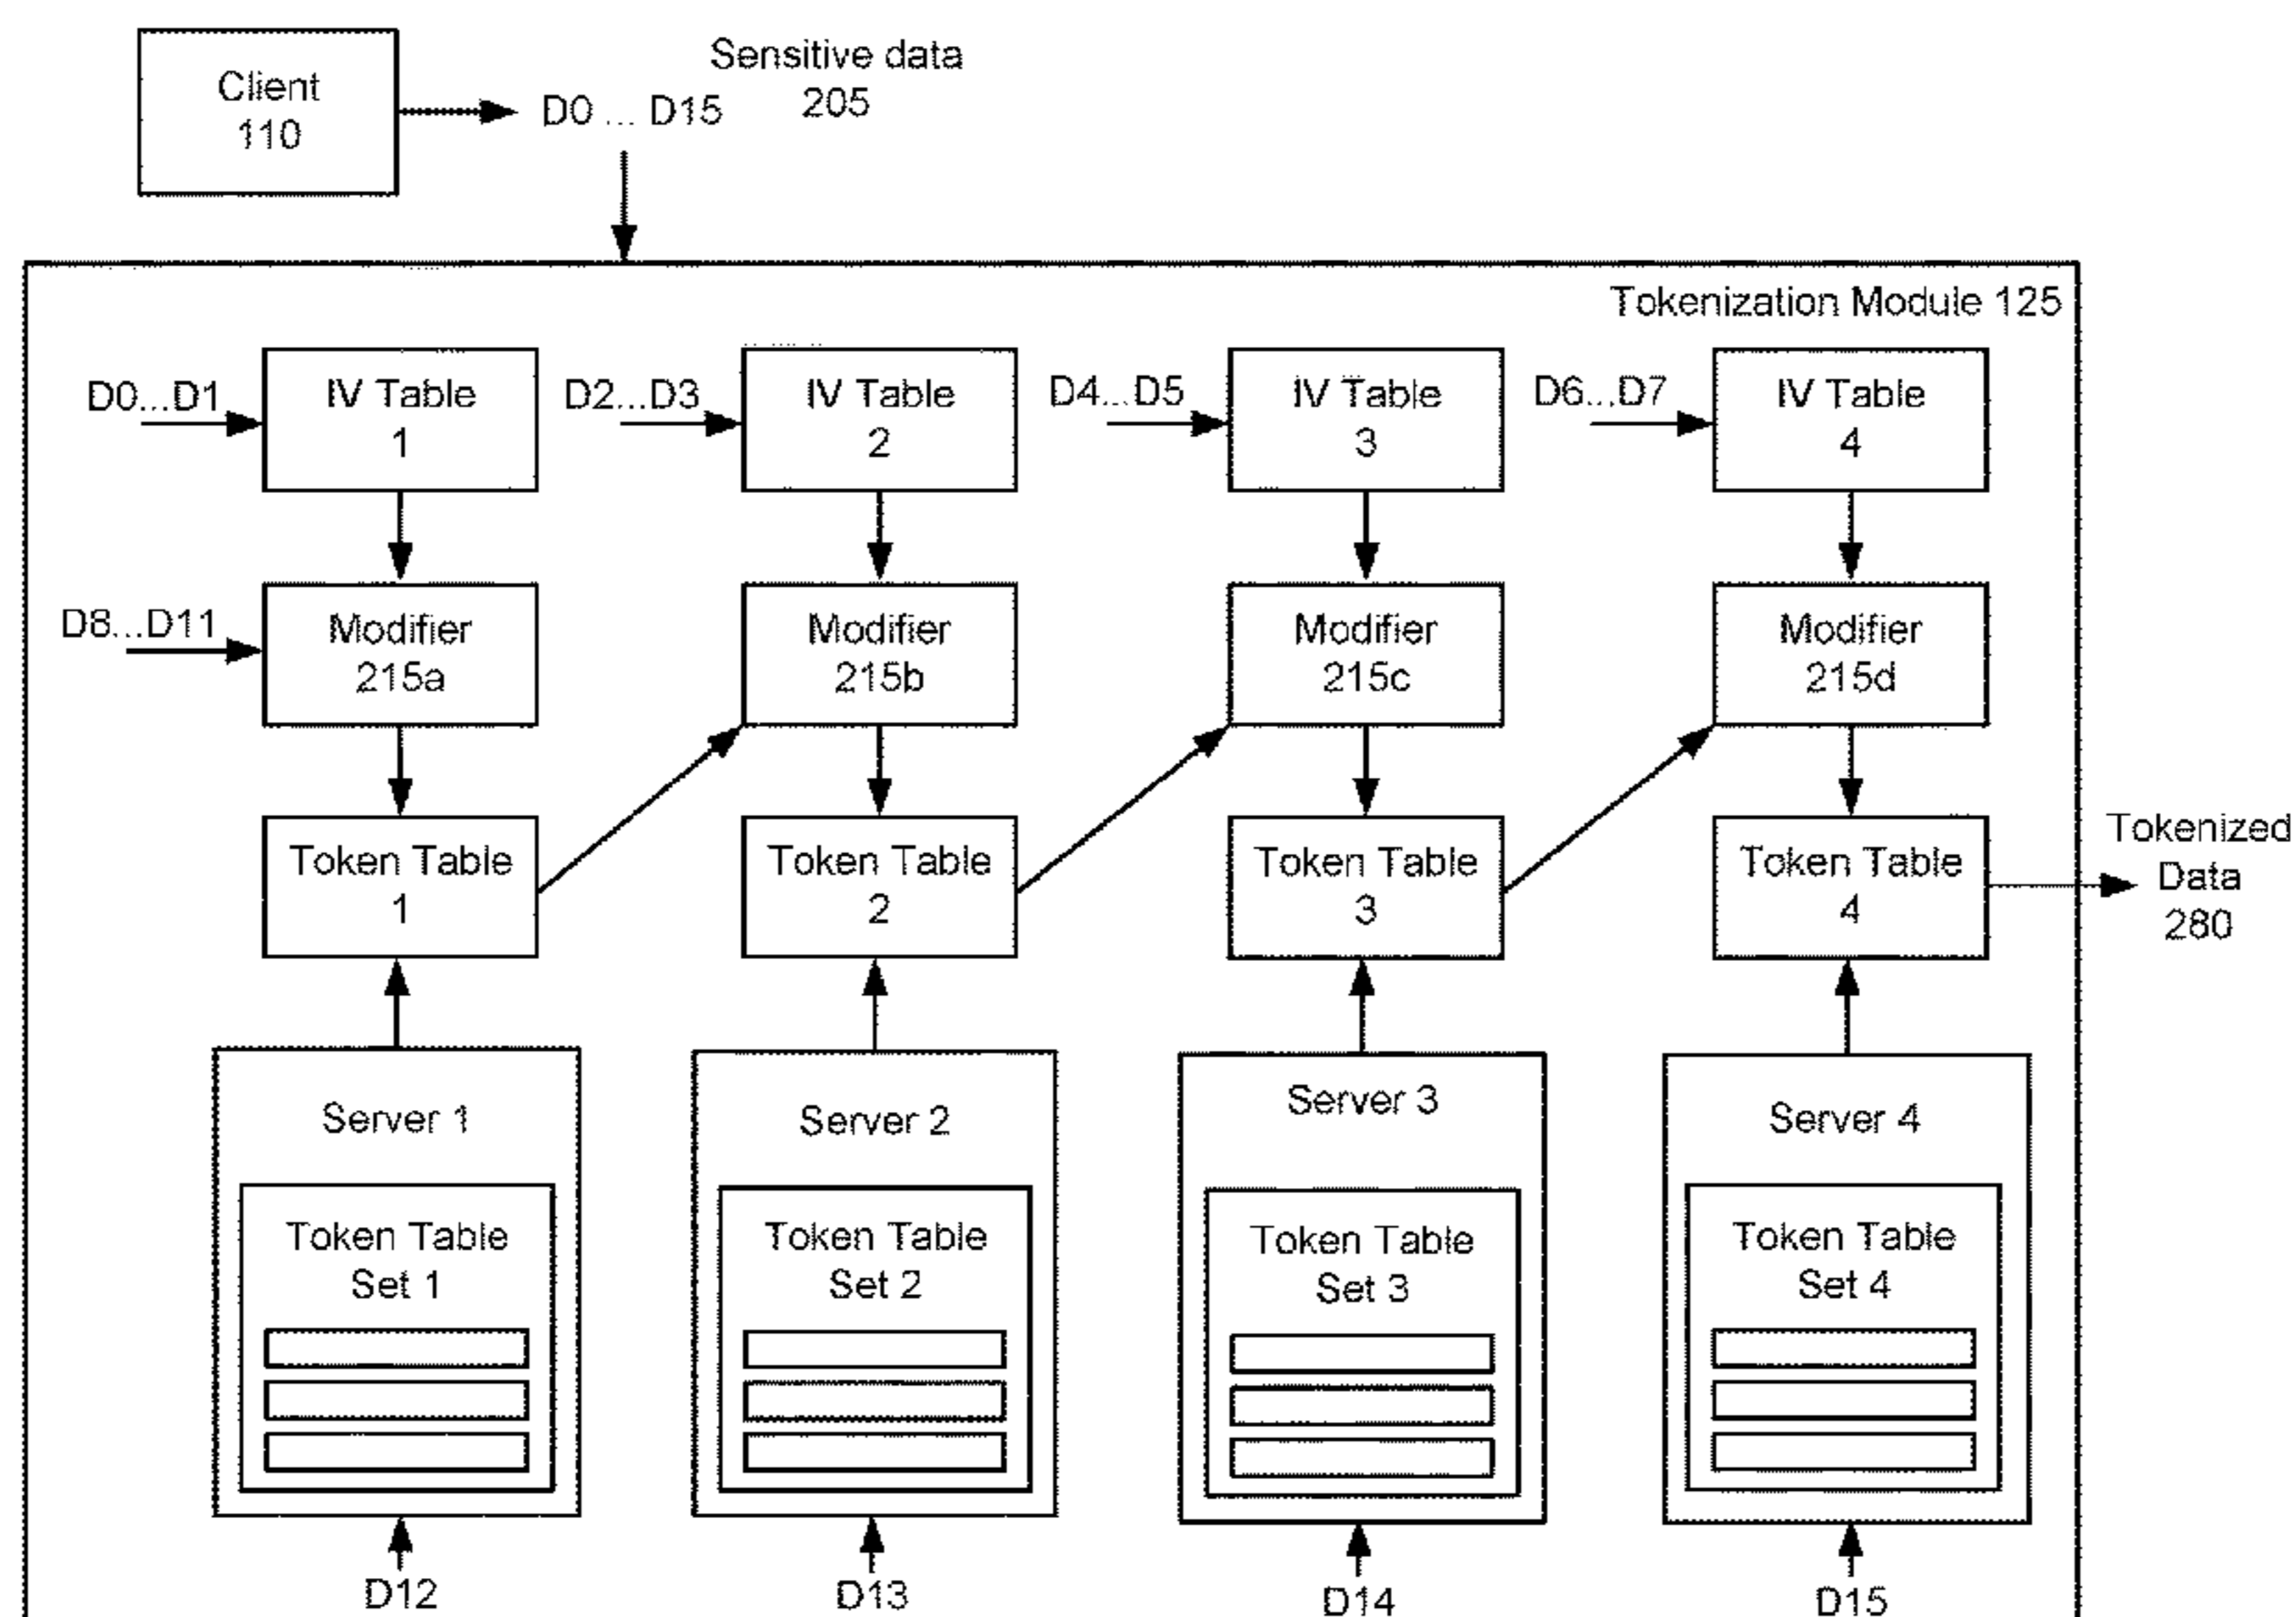 Client
110
D0 ... D15
Sensitive data
205
Tokenization Module 125
D0...D1
IV Table
1
D2...D3
IV Table
2
D4...D5
IV Table
3
D6...D7
IV Table
4
D8...D11
Modifier
215a
Modifier
215b
Modifier
215c
Modifier
215d
Token Table
1
Token Table
2
Token Table
3
Token Table
4
Tokenized
Data
280
Server 1
Server 2
Server 3
Server 4
Token Table
Set 1
Token Table
Set 2
Token Table
Set 3
Token Table
Set 4
D12
D13
D14
D15